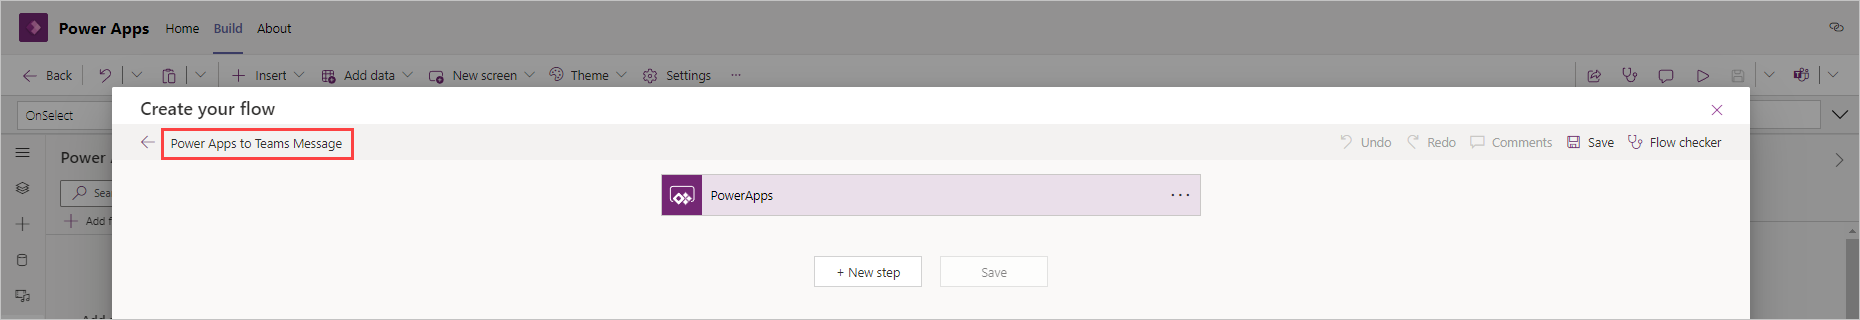 Power Apps Home Build About
Back Insert Add data New screen Theme Settings ...
Create your flow
OnSelect
Power Apps to Teams Message Undo Redo Comments Save Flow checker
Power
PowerApps ...
Add
+ New step Save
Add